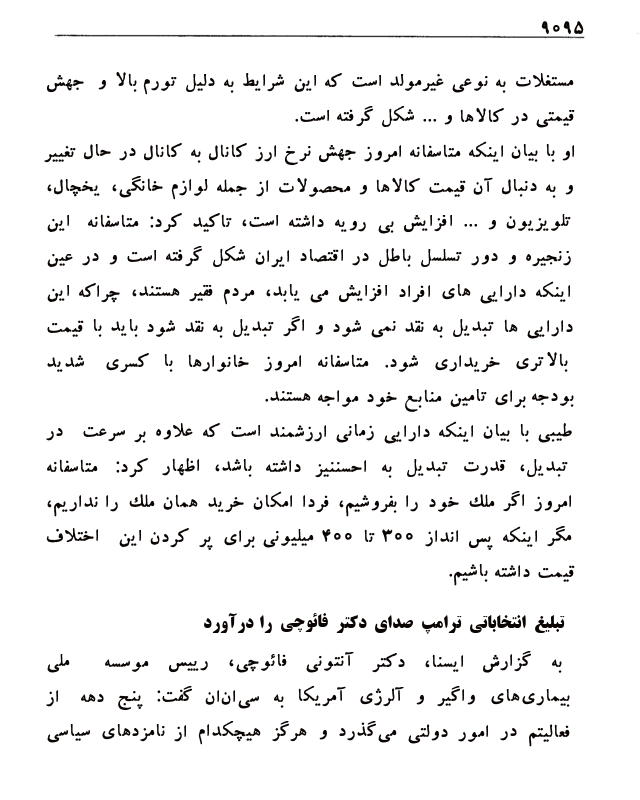 ۹۰۹۵
مستغلات به نوعی غیرمولد است که این شرایط به دلیل تورم بالا و جهش
قیمتی در کالاها و ... شکل گرفته است.
او با بیان اینکه متاسفانه امروز جهش نرخ ارز کانال به کانال در حال تغییر
و به دنبال آن قیمت کالاها و محصولات از جمله لوازم خانگی، یخچال،
تلویزیون و ... افزایش بی رویه داشته است، تاکید کرد: متاسفانه این
زنجیره و دور تسلسل باطل در اقتصاد ایران شکل گرفته است و در عین
اینکه دارایی های افراد افزایش می یابد، مردم فقیر هستند، چراکه این
دارایی ها تبدیل به نقد نمی شود و اگر تبدیل به نقد شود باید با قیمت
بالاتری خریداری شود. متاسفانه امروز خانوارها با کسری شدید
بودجه برای تامین منابع خود مواجه هستند.
طیبی با بیان اینکه دارایی زمانی ارزشمند است که علاوه بر سرعت در
تبدیل، قدرت تبدیل به احسننیز داشته باشد، اظهار کرد: متاسفانه
امروز اگر ملك خود را بفروشیم، فردا امکان خرید همان ملك را نداریم،
مگر اینکه پس انداز ۳۰۰ تا ۴۰۰ میلیونی برای پر کردن این اختلاف
قیمت داشته باشیم.
تبلیغ انتخاباتی ترامپ صدای دکتر فائوچی را درآورد
به گزارش ایسنا، دکتر آنتونی فائوچی، رییس موسسه ملی
بیماری‌های واگیر و آلرژی آمریکا به سی‌ان‌ان گفت: پنج دهه از
فعالیتم در امور دولتی می‌گذرد و هرگز هیچکدام از نامزدهای سیاسی